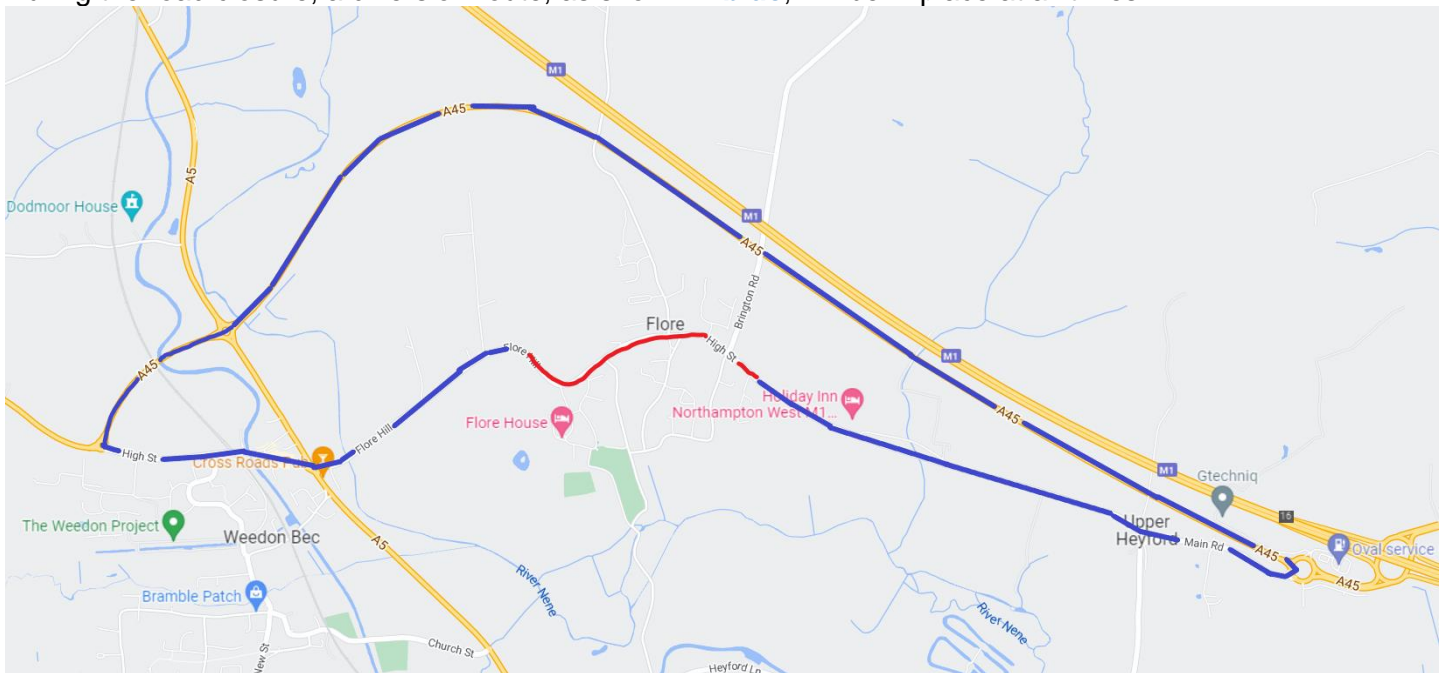 M1
A45
A5
Dodmoor House
M1
A45
Brington Rd
Flore
High St
Flore Hill
A45
M1
Holiday Inn
Northampton West M1...
Flore House
A45
Flore Hill
High St
Cross Roads Pub
M1
Gtechniq
16
The Weedon Project
Weedon Bec
A5
Upper
Heyford
Main Rd
A45
Oval service
A45
River Nene
Bramble Patch
River Nene
Church St
New St
Heyford Ln